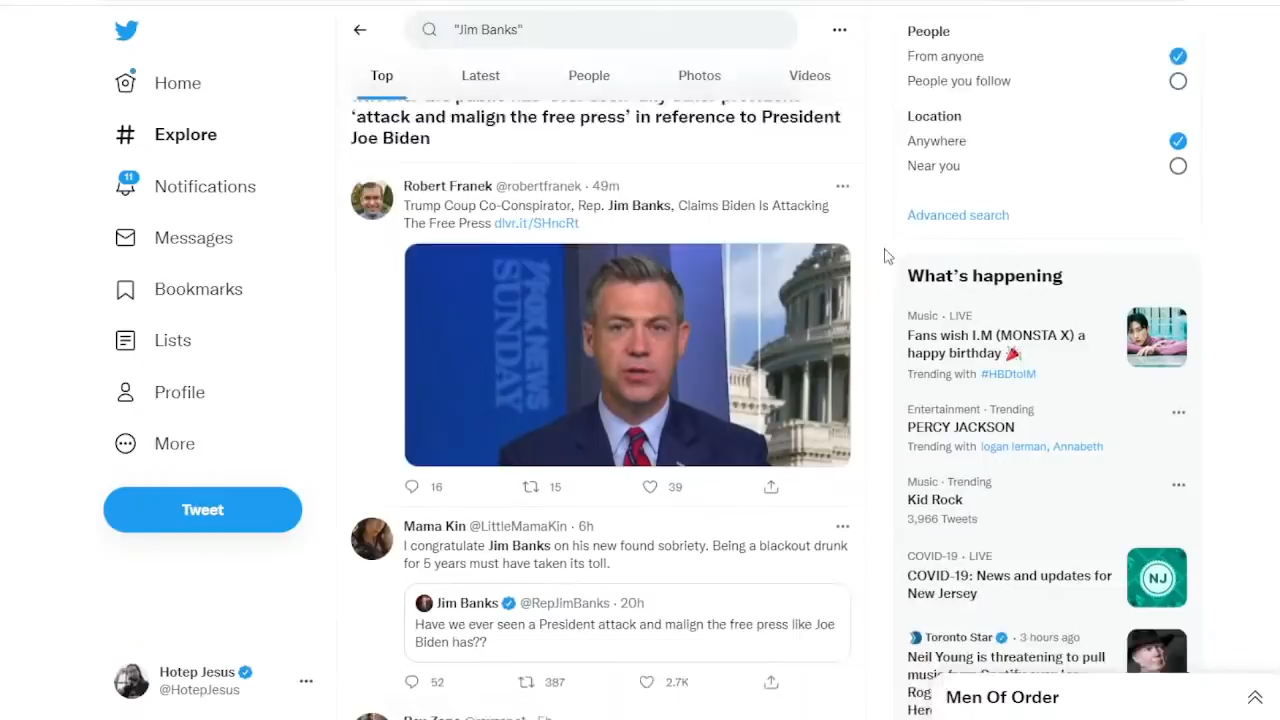 "Jim Banks"
Top
Latest
People
Photos
Videos
Home
Explore
11
Notifications
Messages
Bookmarks
Lists
Profile
More
Tweet
Hotep Jesus
@HotepJesus
'attack and malign the free press' in reference to President
Joe Biden
Robert Franek @robertfranek · 49m
Trump Coup Co-Conspirator, Rep. Jim Banks, Claims Biden Is Attacking
The Free Press dlvr.it/SHncRt
FOX NEWS
SUNDAY
16
15
39
Mama Kin @LittleMamaKin · 6h
I congratulate Jim Banks on his new found sobriety. Being a blackout drunk
for 5 years must have taken its toll.
Jim Banks @RepJimBanks · 20h
Have we ever seen a President attack and malign the free press like Joe
Biden has??
52
387
2.7K
People
From anyone
People you follow
Location
Anywhere
Near you
Advanced search
What's happening
Music · LIVE
Fans wish I.M (MONSTA X) a
happy birthday
Trending with #HBDtoIM
Entertainment · Trending
PERCY JACKSON
Trending with logan lerman, Annabeth
Music · Trending
Kid Rock
3,966 Tweets
COVID-19 · LIVE
COVID-19: News and updates for
New Jersey
NJ
Toronto Star · 3 hours ago
Neil Young is threatening to pull
Men Of Order